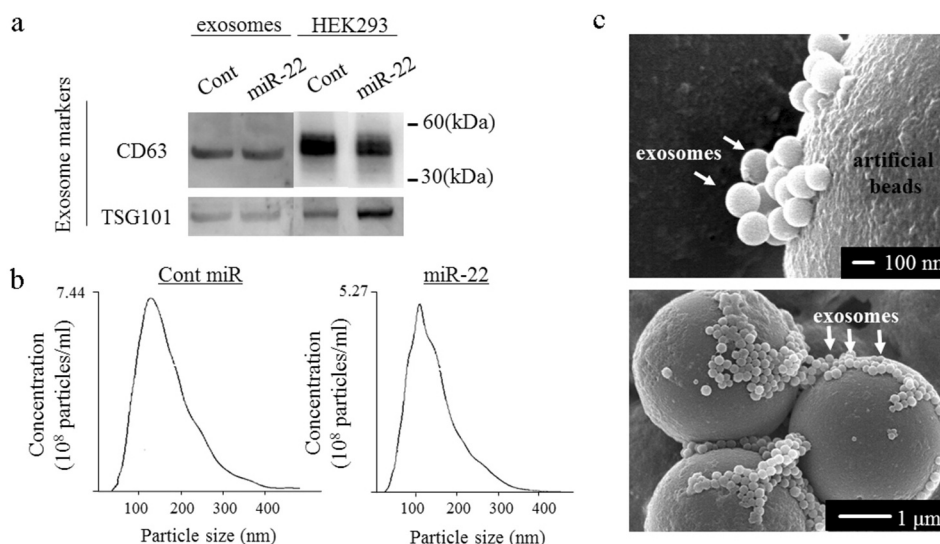 a
exosomes HEK293
Cont miR-22 Cont miR-22
Exosome markers
CD63
60(kDa)
30(kDa)
TSG101
b
Cont miR
7.44
Concentration
(10⁸ particles/ml)
100 200 300 400
Particle size (nm)
miR-22
5.27
Concentration
(10⁸ particles/ml)
100 200 300 400
Particle size (nm)
c
exosomes
artificial
beads
100 nm
exosomes
1 µm